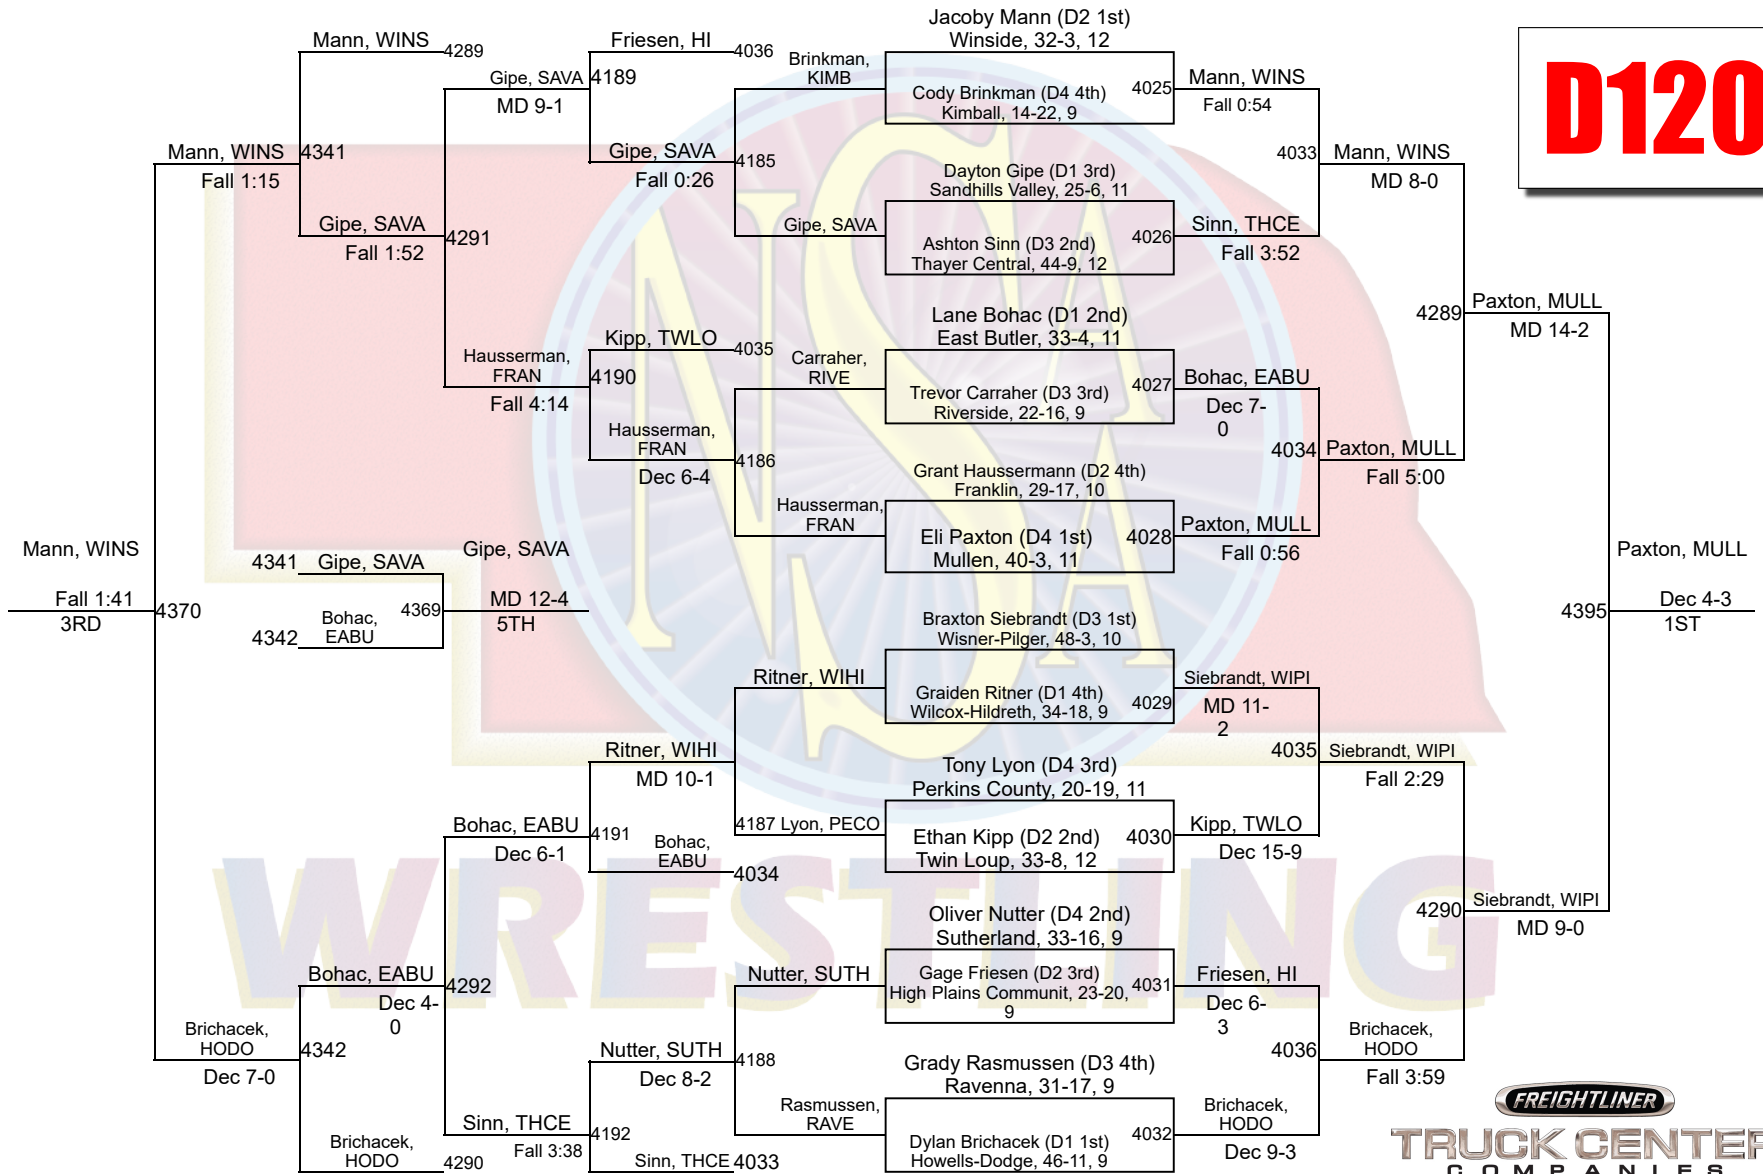 D120
Jacoby Mann (D2 1st)
Winside, 32-3, 12
Cody Brinkman (D4 4th)
Kimball, 14-22, 9
4025
Mann, WINS
Fall 0:54
Dayton Gipe (D1 3rd)
Sandhills Valley, 25-6, 11
Ashton Sinn (D3 2nd)
Thayer Central, 44-9, 12
4026
Sinn, THCE
Fall 3:52
4033
Mann, WINS
MD 8-0
Lane Bohac (D1 2nd)
East Butler, 33-4, 11
Trevor Carraher (D3 3rd)
Riverside, 22-16, 9
4027
Bohac, EABU
Dec 7-
0
Grant Haussermann (D2 4th)
Franklin, 29-17, 10
Eli Paxton (D4 1st)
Mullen, 40-3, 11
4028
Paxton, MULL
Fall 0:56
4034
Paxton, MULL
Fall 5:00
4289
Paxton, MULL
MD 14-2
Braxton Siebrandt (D3 1st)
Wisner-Pilger, 48-3, 10
Graiden Ritner (D1 4th)
Wilcox-Hildreth, 34-18, 9
4029
Siebrandt, WIPI
MD 11-
2
Tony Lyon (D4 3rd)
Perkins County, 20-19, 11
Ethan Kipp (D2 2nd)
Twin Loup, 33-8, 12
4030
Kipp, TWLO
Dec 15-9
4035
Siebrandt, WIPI
Fall 2:29
Oliver Nutter (D4 2nd)
Sutherland, 33-16, 9
Gage Friesen (D2 3rd)
High Plains Communit, 23-20,
9
4031
Friesen, HI
Dec 6-
3
Grady Rasmussen (D3 4th)
Ravenna, 31-17, 9
Dylan Brichacek (D1 1st)
Howells-Dodge, 46-11, 9
4032
Brichacek,
HODO
Dec 9-3
4036
Brichacek,
HODO
Fall 3:59
4290
Siebrandt, WIPI
MD 9-0
4395
Paxton, MULL
Dec 4-3
1ST
Brinkman,
KIMB
Gipe, SAVA
4185
Gipe, SAVA
Fall 0:26
Friesen, HI
4036
4189
Gipe, SAVA
MD 9-1
Carraher,
RIVE
Hausserman,
FRAN
4186
Hausserman,
FRAN
Dec 6-4
Kipp, TWLO
4035
4190
Hausserman,
FRAN
Fall 4:14
4291
Gipe, SAVA
Fall 1:52
Mann, WINS
4289
4341
Mann, WINS
Fall 1:15
Ritner, WIHI
4187
Lyon, PECO
Ritner, WIHI
MD 10-1
Bohac,
EABU
4034
4191
Bohac, EABU
Dec 6-1
Nutter, SUTH
Rasmussen,
RAVE
4188
Nutter, SUTH
Dec 8-2
Sinn, THCE
4033
4192
Sinn, THCE
Fall 3:38
4292
Bohac, EABU
Dec 4-
0
Brichacek,
HODO
4290
4342
Brichacek,
HODO
Dec 7-0
4370
Mann, WINS
Fall 1:41
3RD
4341
Gipe, SAVA
4342
Bohac,
EABU
4369
Gipe, SAVA
MD 12-4
5TH
NSAA
WRESTLING
FREIGHTLINER
TRUCK CENTER
COMPANIES